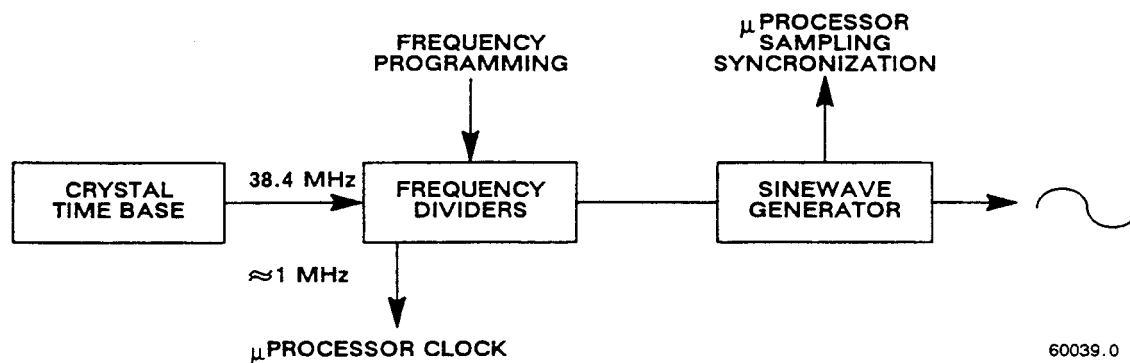 FREQUENCY
PROGRAMMING
μPROCESSOR
SAMPLING
SYNCRONIZATION
CRYSTAL
TIME BASE
38.4 MHz
FREQUENCY
DIVIDERS
SINEWAVE
GENERATOR
≈1 MHz
μPROCESSOR CLOCK
60039.0